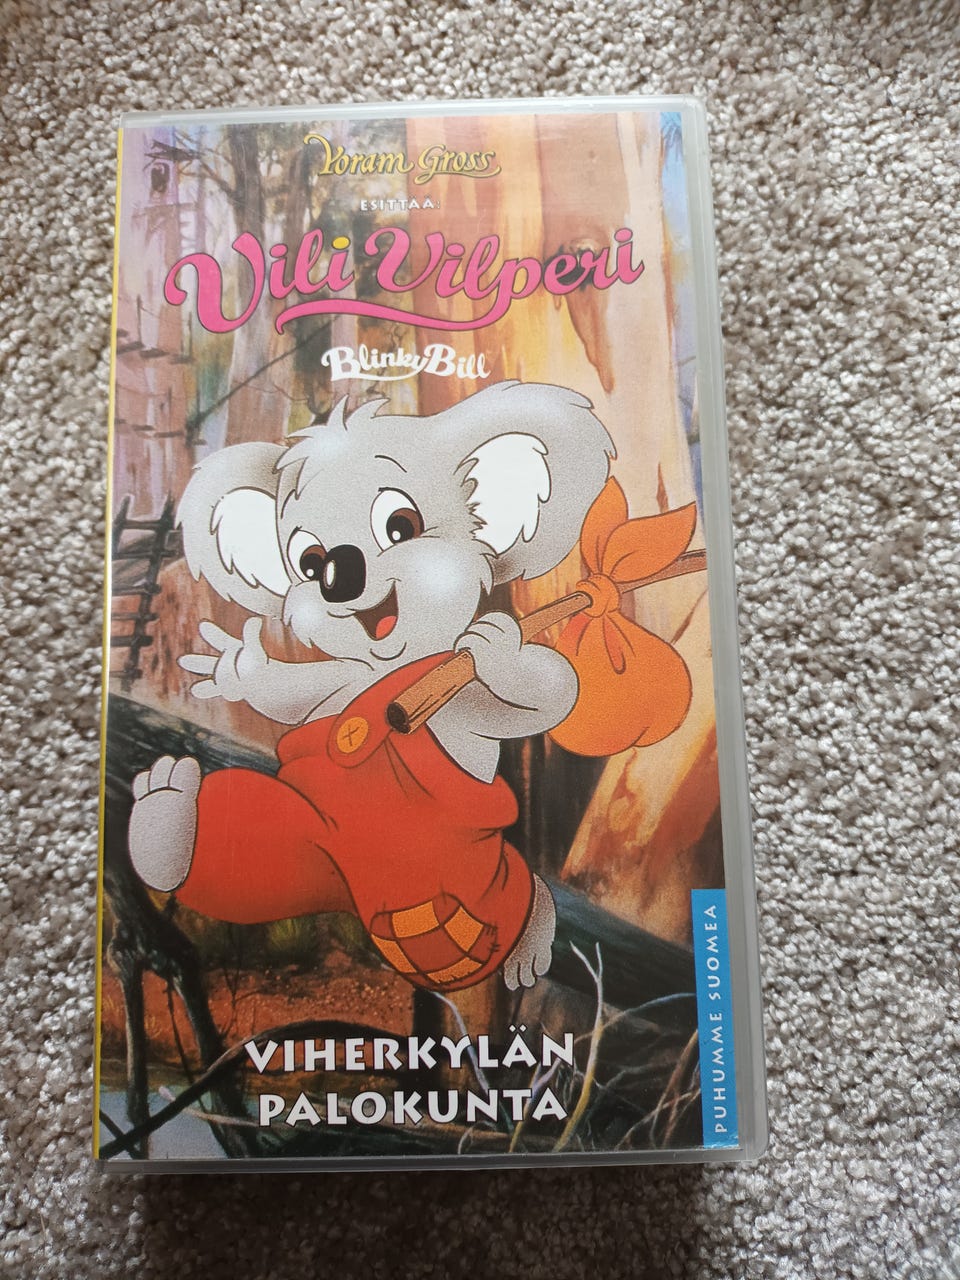 Yoram Gross
ESITTÄÄ:
Vili Vilperi
Blinky Bill
VIHERKYLÄN
PALOKUNTA
PUHUMME SUOMEA